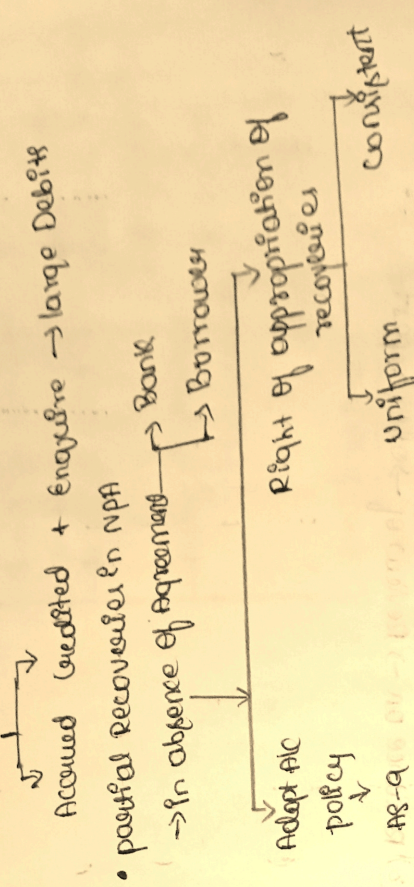 Accrued Credited + Enquire → large Debits
• partial Recoveries in NPA
→ in absence of Agreement → Bank
→ Borrower
Adopt A/C
policy
↓
AS-9
Right of appropriation of
recoveries
uniform
consistent